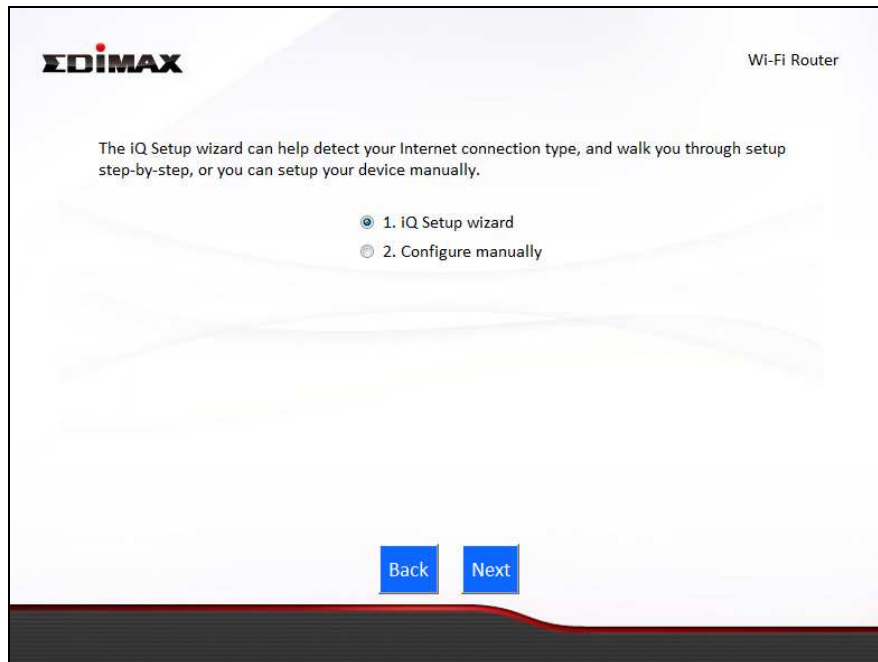 EDIMAX
Wi-Fi Router
The iQ Setup wizard can help detect your Internet connection type, and walk you through setup
step-by-step, or you can setup your device manually.
1. iQ Setup wizard
2. Configure manually
Back
Next